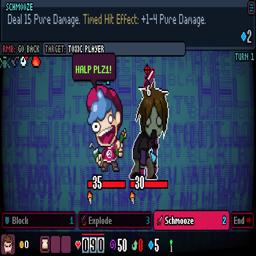 SCHMOOZE
Deal 15 Pure Damage. Timed Hit Effect: +1-4 Pure Damage.
2
RMB: GO BACK TARGET: TOXIC PLAYER
TURN 1
HALP PLZ1!
35 30
Block 1 Explode 3 Schmooze 2 End
0 090 50 0 5